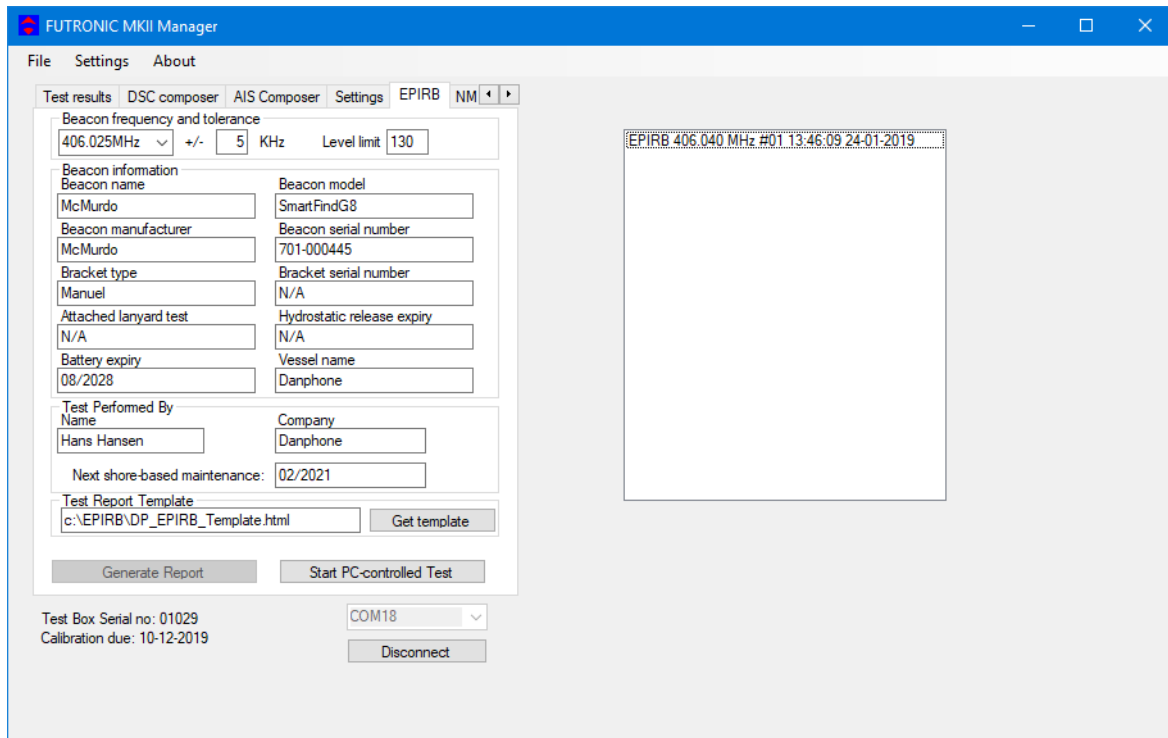 FUTRONIC MKII Manager
File Settings About
Test results DSC composer AIS Composer Settings EPIRB NM
Beacon frequency and tolerance
406.025MHz +/- 5 KHz Level limit 130
Beacon information
Beacon name Beacon model
McMurdo SmartFindG8
Beacon manufacturer Beacon serial number
McMurdo 701-000445
Bracket type Bracket serial number
Manuel N/A
Attached lanyard test Hydrostatic release expiry
N/A N/A
Battery expiry Vessel name
08/2028 Danphone
Test Performed By
Name Company
Hans Hansen Danphone
Next shore-based maintenance: 02/2021
Test Report Template
c:\EPIRB\DP_EPIRB_Template.html Get template
Generate Report Start PC-controlled Test
Test Box Serial no: 01029 COM18
Calibration due: 10-12-2019
Disconnect
EPIRB 406.040 MHz #01 13:46:09 24-01-2019